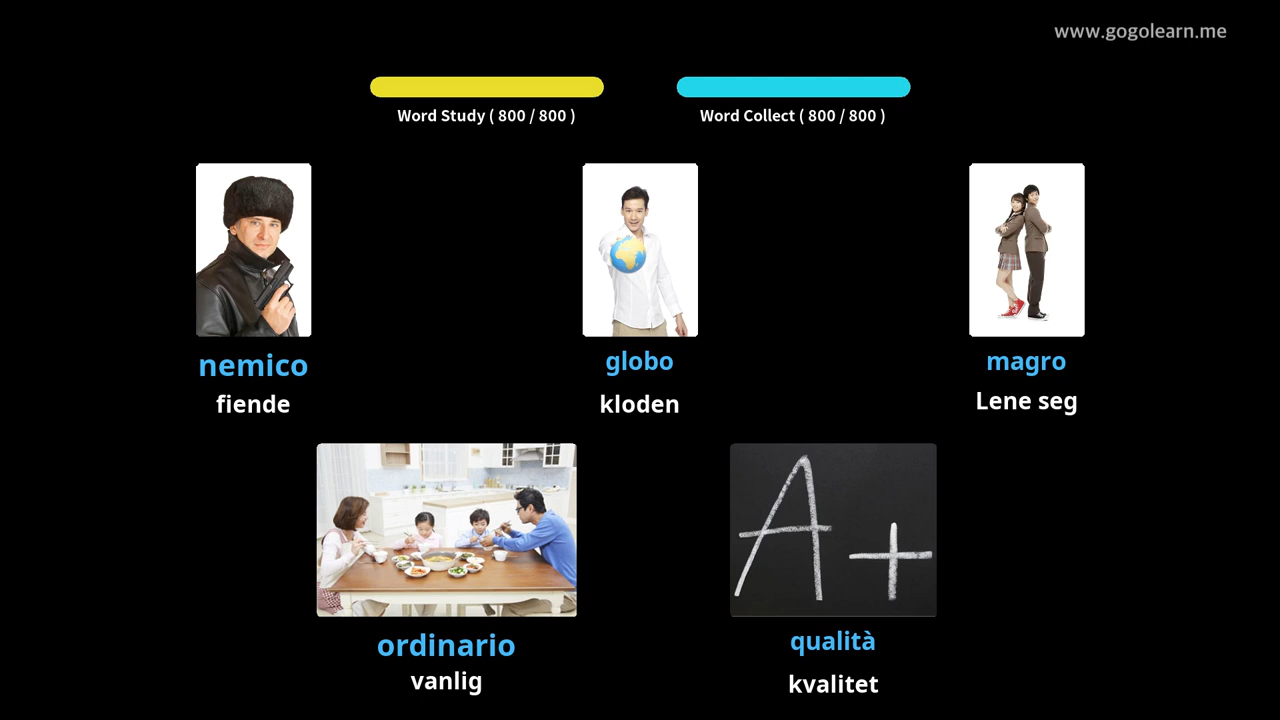 www.gogolearn.me
Word Study ( 800 / 800 )
Word Collect ( 800 / 800 )
nemico
fiende
globo
kloden
magro
Lene seg
A+
ordinario
vanlig
qualità
kvalitet